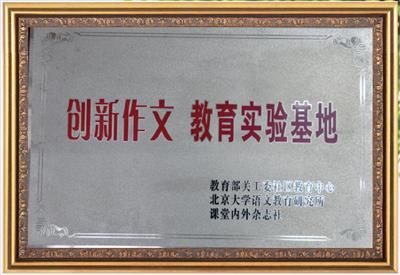 创新作文 教育实验基地
教育部关工委社区教育中心
北京大学语文教育研究所
课堂内外杂志社